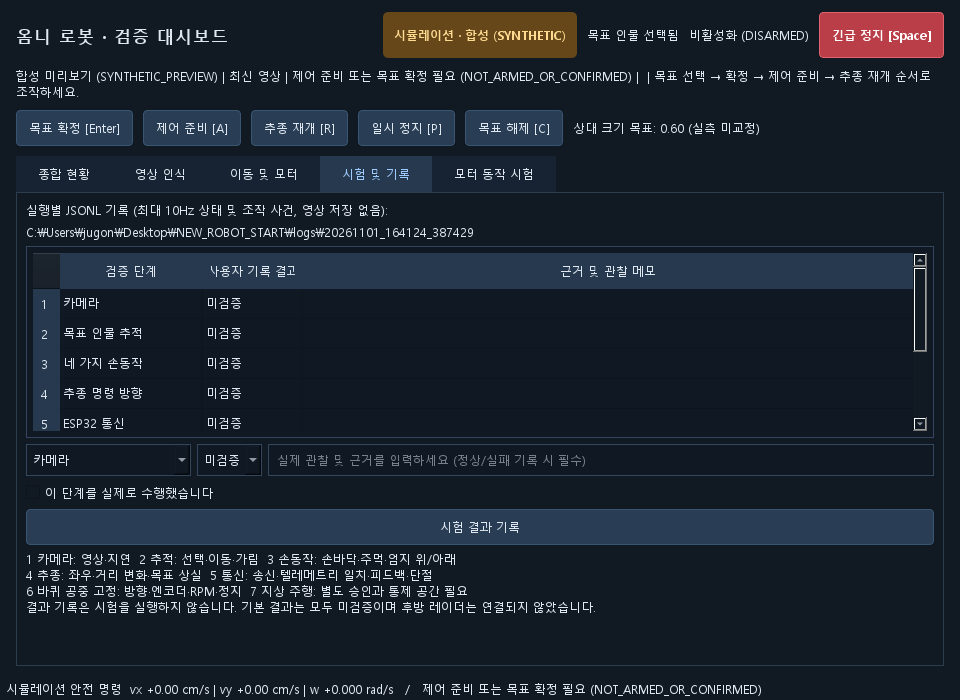 옴니 로봇 · 검증 대시보드
시뮬레이션 · 합성 (SYNTHETIC)
목표 인물 선택됨
비활성화 (DISARMED)
긴급 정지 [Space]
합성 미리보기 (SYNTHETIC_PREVIEW) | 최신 영상 | 제어 준비 또는 목표 확정 필요 (NOT_ARMED_OR_CONFIRMED) | | 목표 선택 → 확정 → 제어 준비 → 추종 재개 순서로
조작하세요.
목표 확정 [Enter]
제어 준비 [A]
추종 재개 [R]
일시 정지 [P]
목표 해제 [C]
상대 크기 목표: 0.60 (실측 미교정)
종합 현황
영상 인식
이동 및 모터
시험 및 기록
모터 동작 시험
실행별 JSONL 기록 (최대 10Hz 상태 및 조작 사건, 영상 저장 없음):
C:₩Users₩jugon₩Desktop₩NEW_ROBOT_START₩logs₩20261101_164124_387429
검증 단계 사용자 기록 결과 근거 및 관찰 메모
1 카메라 미검증
2 목표 인물 추적 미검증
3 네 가지 손동작 미검증
4 추종 명령 방향 미검증
5 ESP32 통신 미검증
카메라
미검증
실제 관찰 및 근거를 입력하세요 (정상/실패 기록 시 필수)
이 단계를 실제로 수행했습니다
시험 결과 기록
1 카메라: 영상·지연 2 추적: 선택·이동·가림 3 손동작: 손바닥·주먹·엄지 위/아래
4 추종: 좌우·거리 변화·목표 상실 5 통신: 송신·텔레메트리 일치·피드백·단절
6 바퀴 공중 고정: 방향·엔코더·RPM·정지 7 지상 주행: 별도 승인과 통제 공간 필요
결과 기록은 시험을 실행하지 않습니다. 기본 결과는 모두 미검증이며 후방 레이더는 연결되지 않았습니다.
시뮬레이션 안전 명령 vx +0.00 cm/s | vy +0.00 cm/s | w +0.000 rad/s / 제어 준비 또는 목표 확정 필요 (NOT_ARMED_OR_CONFIRMED)